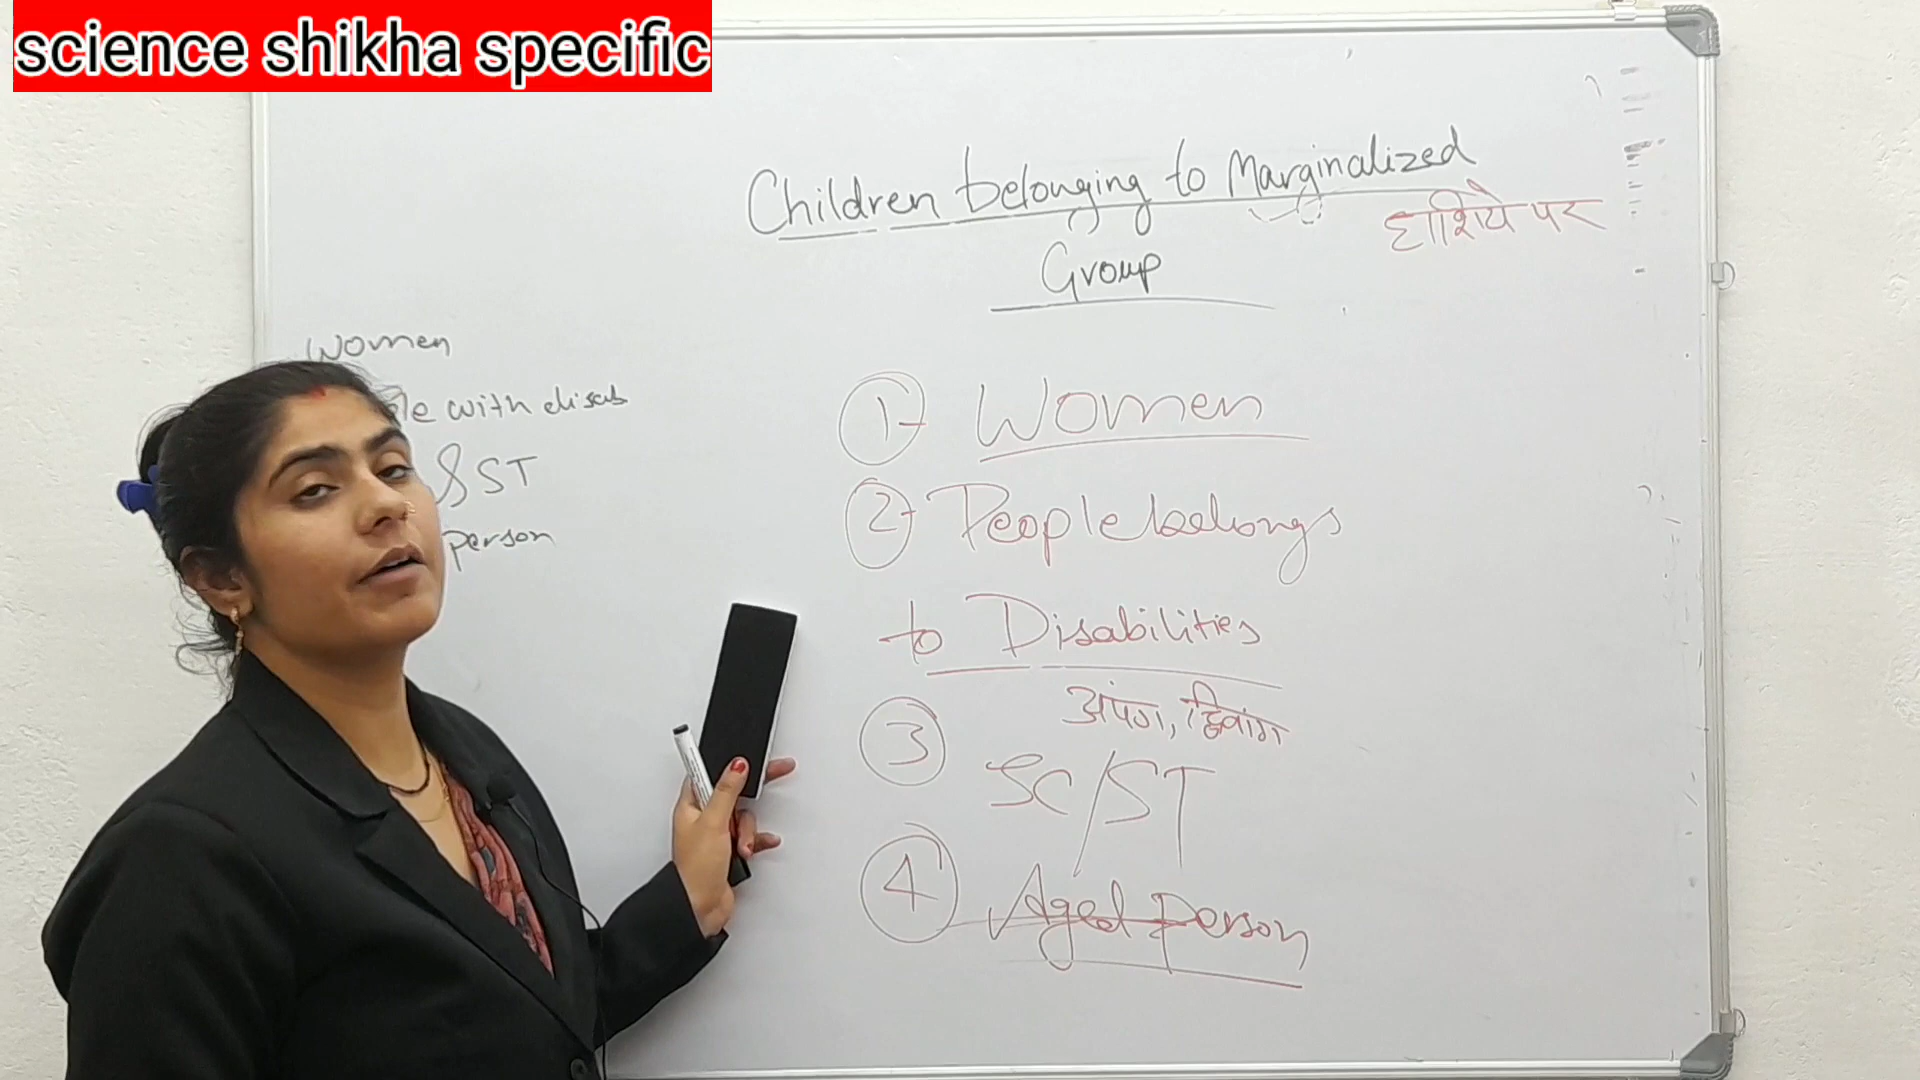 science shikha specific
Children belonging to Marginalized
हाशिये पर
Group
Women
with disab
& ST
person
1- Women
2- People belongs
to Disabilities
अपंग, दिव्यांग
3 SC/ST
4 Aged person